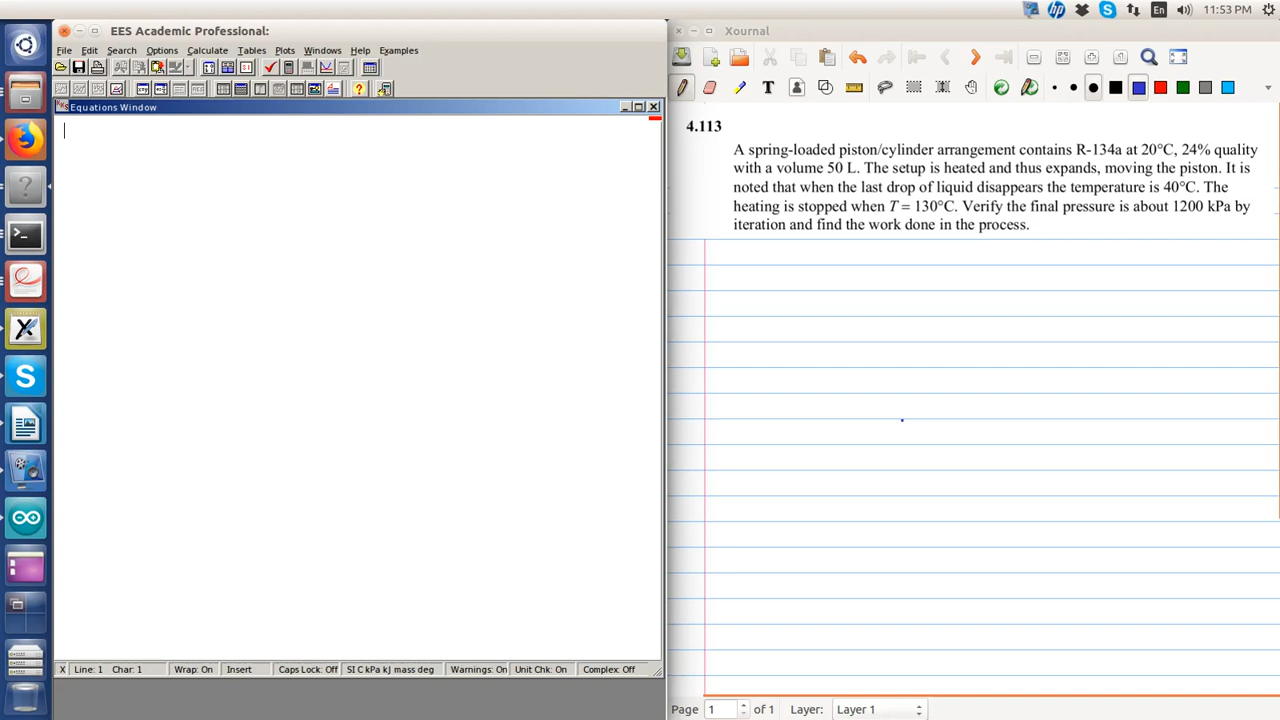 11:53 PM
En
EES Academic Professional:
File Edit Search Options Calculate Tables Plots Windows Help Examples
Equations Window
X Line: 1 Char: 1 Wrap: On Insert Caps Lock: Off SI C kPa kJ mass deg Warnings: On Unit Chk: On Complex: Off
Xournal
4.113
A spring-loaded piston/cylinder arrangement contains R-134a at 20°C, 24% quality
with a volume 50 L. The setup is heated and thus expands, moving the piston. It is
noted that when the last drop of liquid disappears the temperature is 40°C. The
heating is stopped when T = 130°C. Verify the final pressure is about 1200 kPa by
iteration and find the work done in the process.
Page 1 of 1 Layer: Layer 1